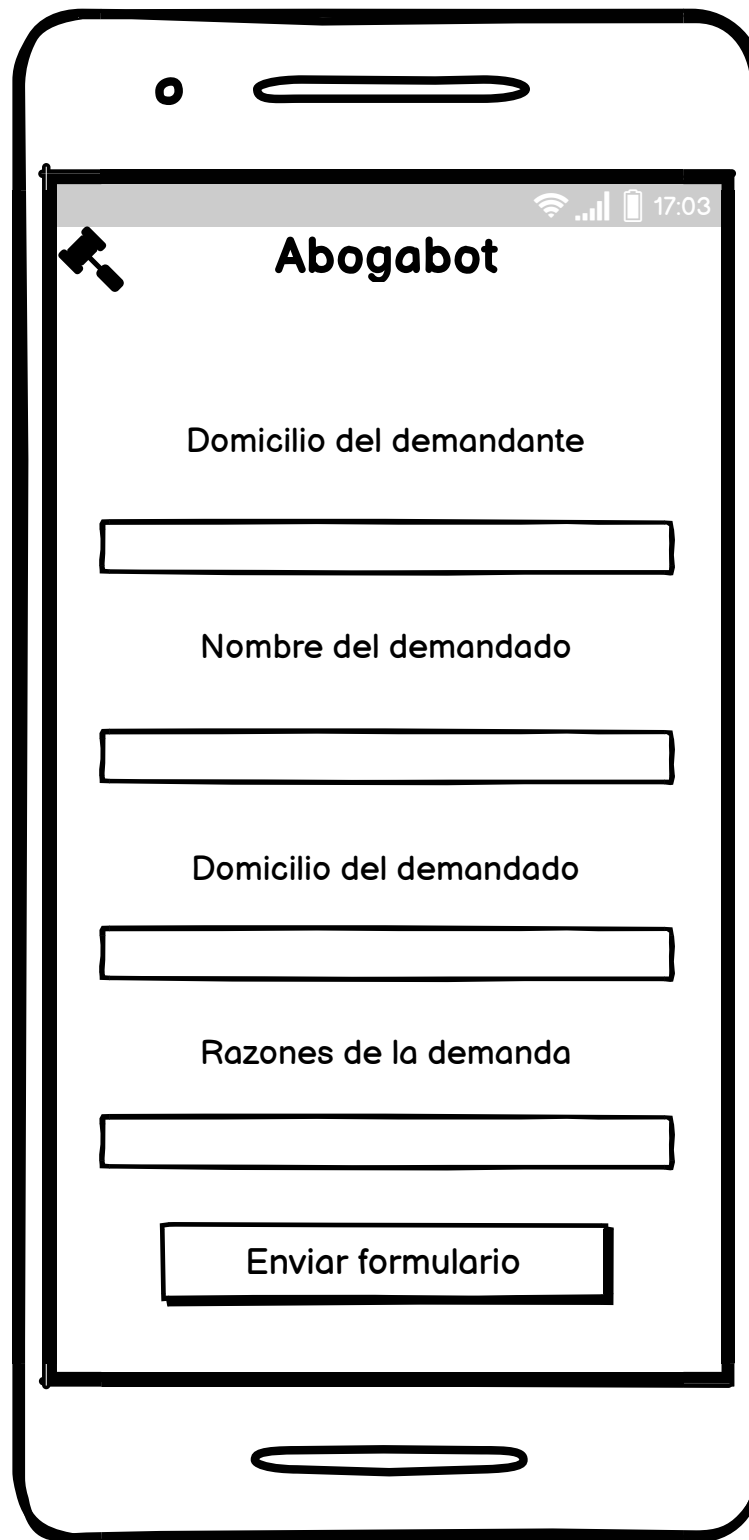 17:03
Abogabot
Domicilio del demandante
Nombre del demandado
Domicilio del demandado
Razones de la demanda
Enviar formulario